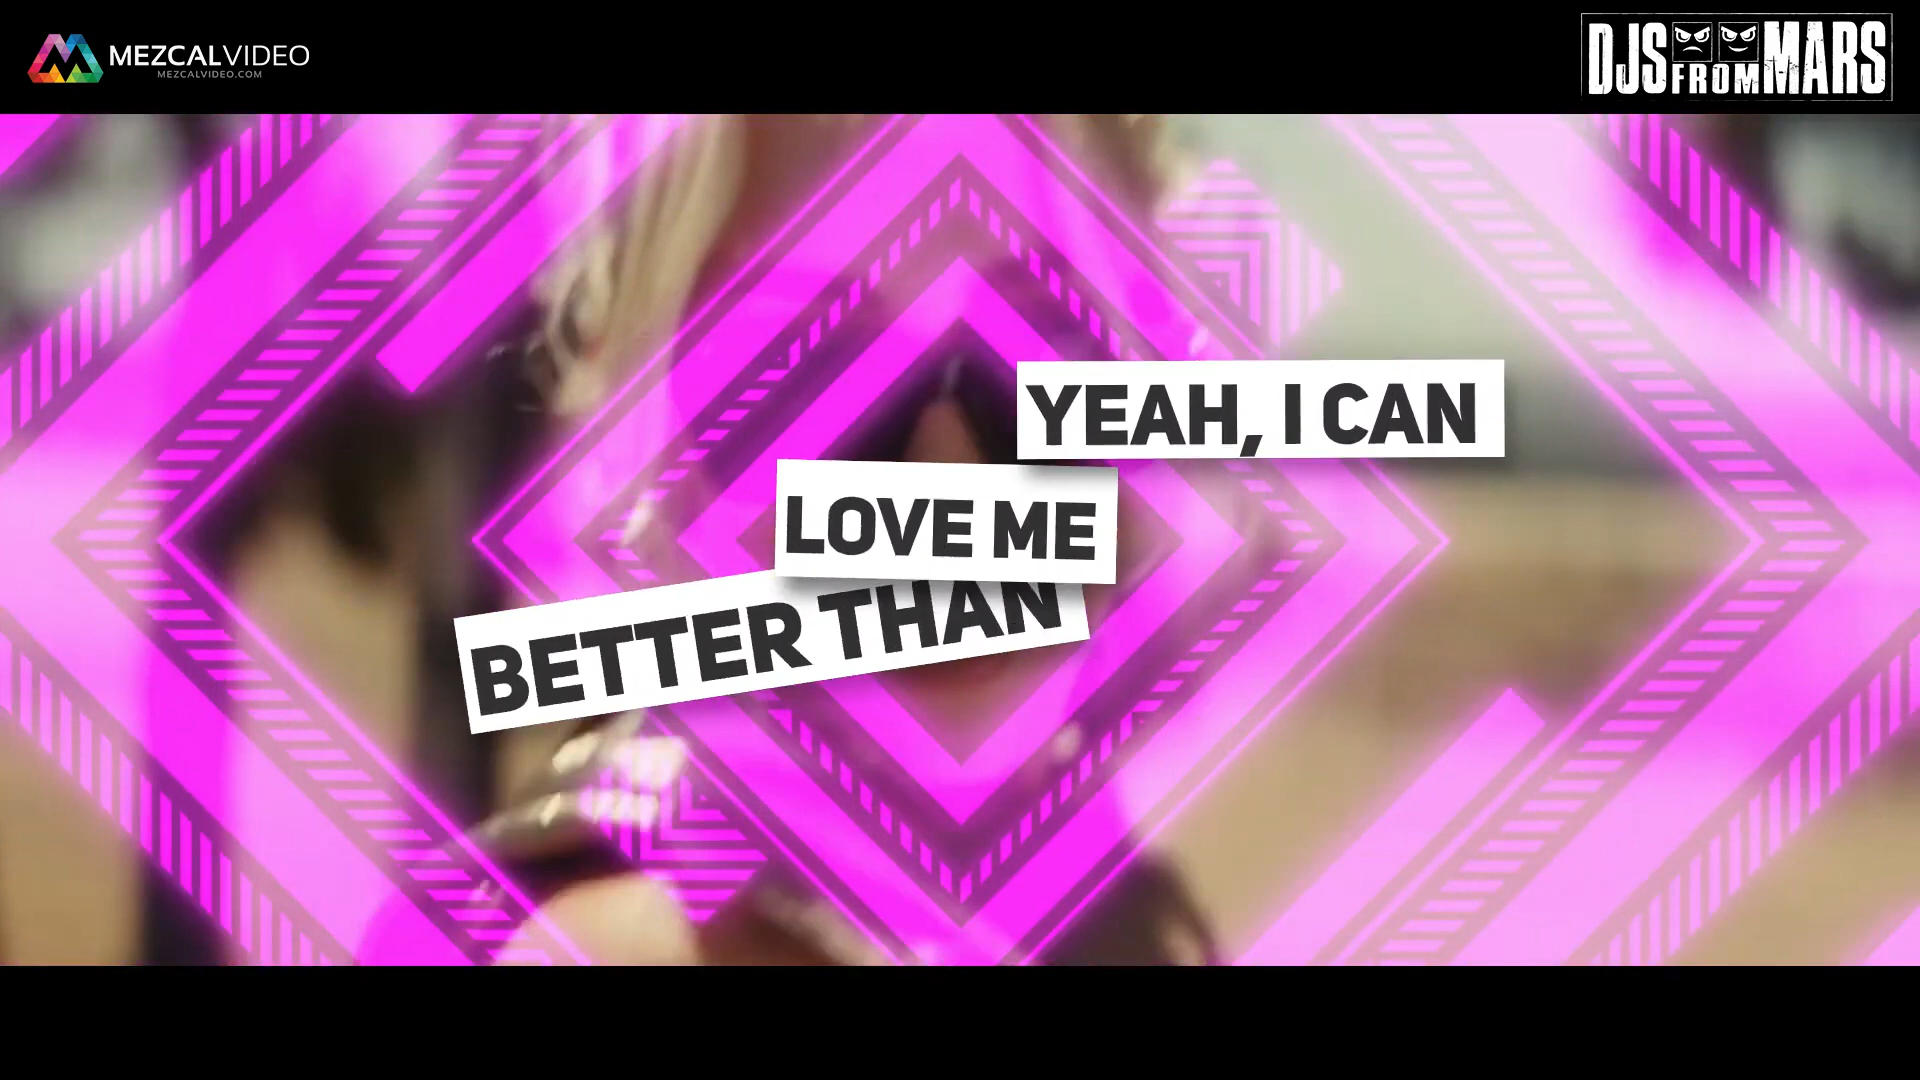 MEZCALVIDEO
MEZCALVIDEO.COM
DJS FROM MARS
YEAH, I CAN
LOVE ME
BETTER THAN